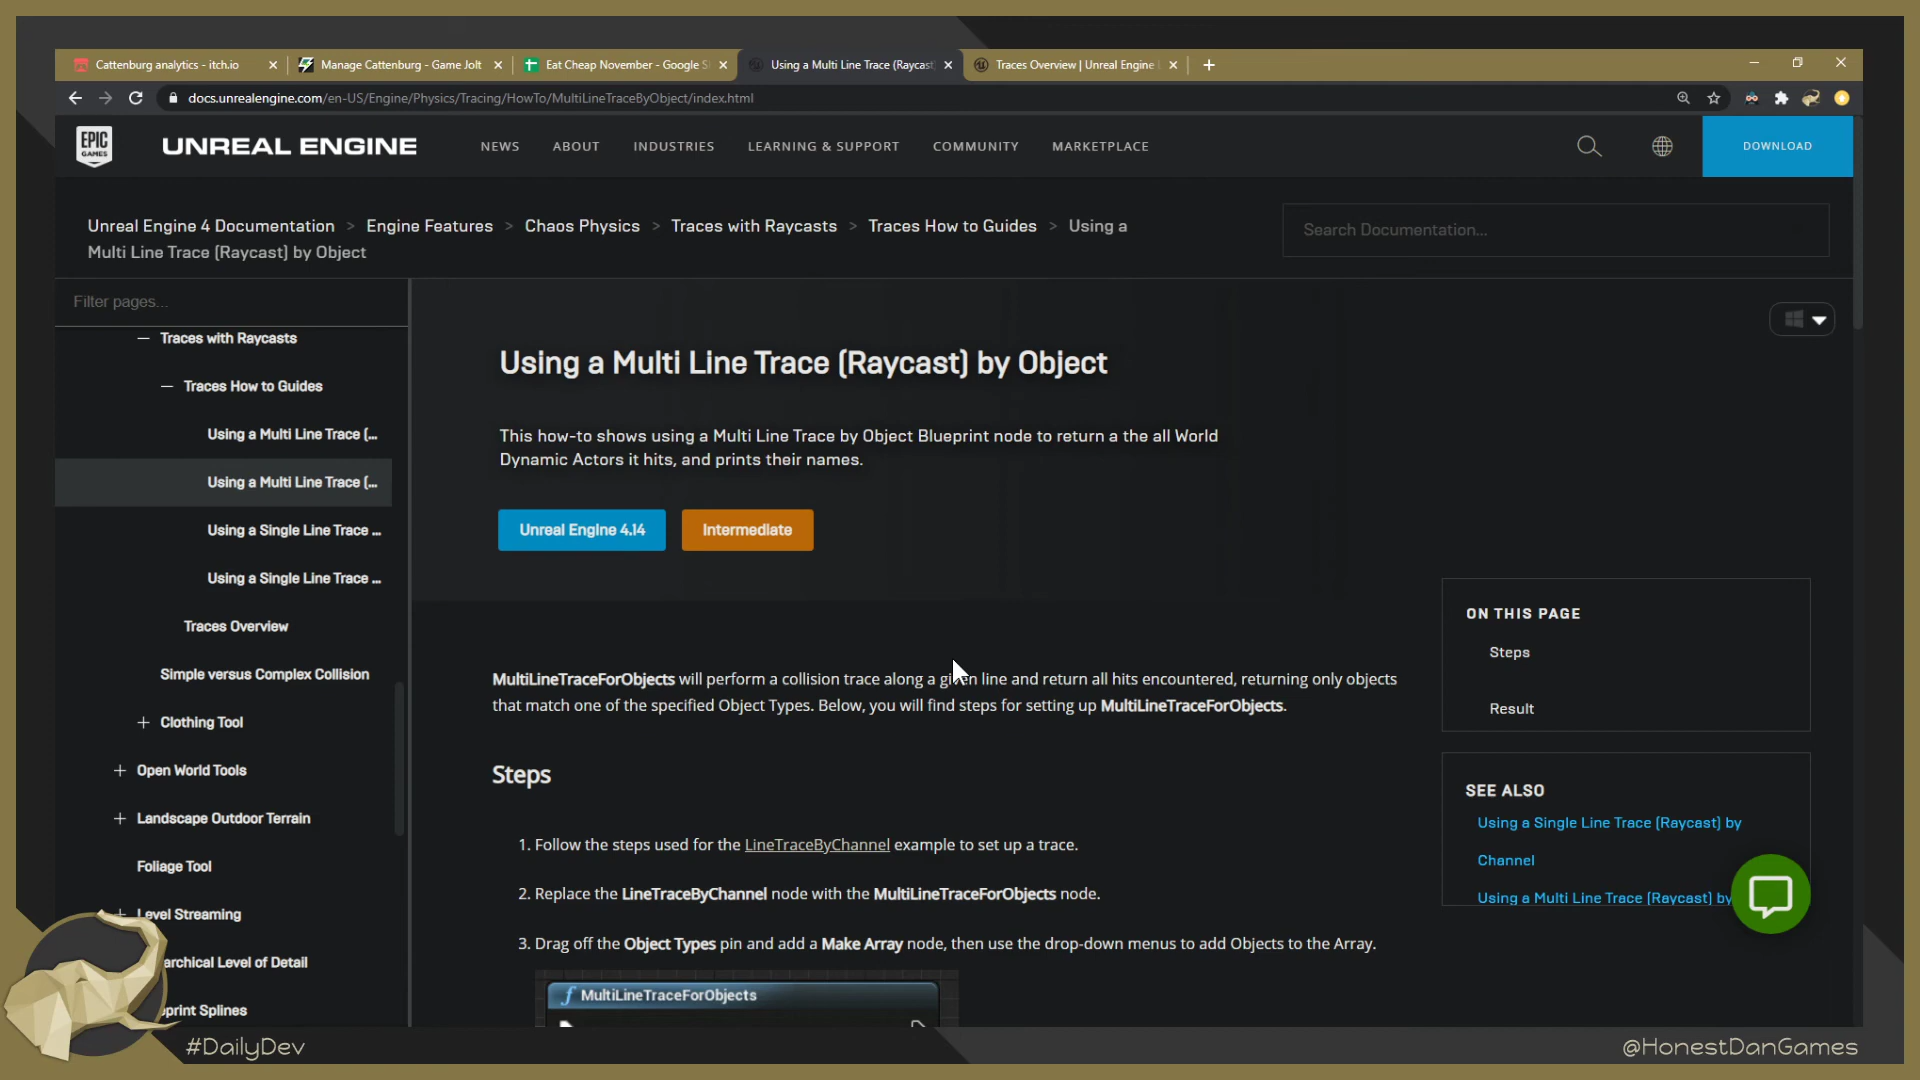 Cattenburg analytics - itch.io
Manage Cattenburg - Game Jolt
Eat Cheap November - Google S
Using a Multi Line Trace (Raycast
Traces Overview | Unreal Engine
docs.unrealengine.com/en-US/Engine/Physics/Tracing/HowTo/MultiLineTraceByObject/index.html
EPIC GAMES
UNREAL ENGINE
NEWS ABOUT INDUSTRIES LEARNING & SUPPORT COMMUNITY MARKETPLACE
DOWNLOAD
Unreal Engine 4 Documentation > Engine Features > Chaos Physics > Traces with Raycasts > Traces How to Guides > Using a
Multi Line Trace (Raycast) by Object
Search Documentation...
Filter pages...
Traces with Raycasts
Traces How to Guides
Using a Multi Line Trace (...
Using a Multi Line Trace (...
Using a Single Line Trace ...
Using a Single Line Trace ...
Traces Overview
Simple versus Complex Collision
+ Clothing Tool
+ Open World Tools
+ Landscape Outdoor Terrain
Foliage Tool
+ Level Streaming
archical Level of Detail
print Splines
Using a Multi Line Trace (Raycast) by Object
This how-to shows using a Multi Line Trace by Object Blueprint node to return a the all World
Dynamic Actors it hits, and prints their names.
Unreal Engine 4.14
Intermediate
MultiLineTraceForObjects will perform a collision trace along a given line and return all hits encountered, returning only objects
that match one of the specified Object Types. Below, you will find steps for setting up MultiLineTraceForObjects.
Steps
1. Follow the steps used for the LineTraceByChannel example to set up a trace.
2. Replace the LineTraceByChannel node with the MultiLineTraceForObjects node.
3. Drag off the Object Types pin and add a Make Array node, then use the drop-down menus to add Objects to the Array.
f MultiLineTraceForObjects
ON THIS PAGE
Steps
Result
SEE ALSO
Using a Single Line Trace (Raycast) by
Channel
Using a Multi Line Trace (Raycast) by
#DailyDev
@HonestDanGames